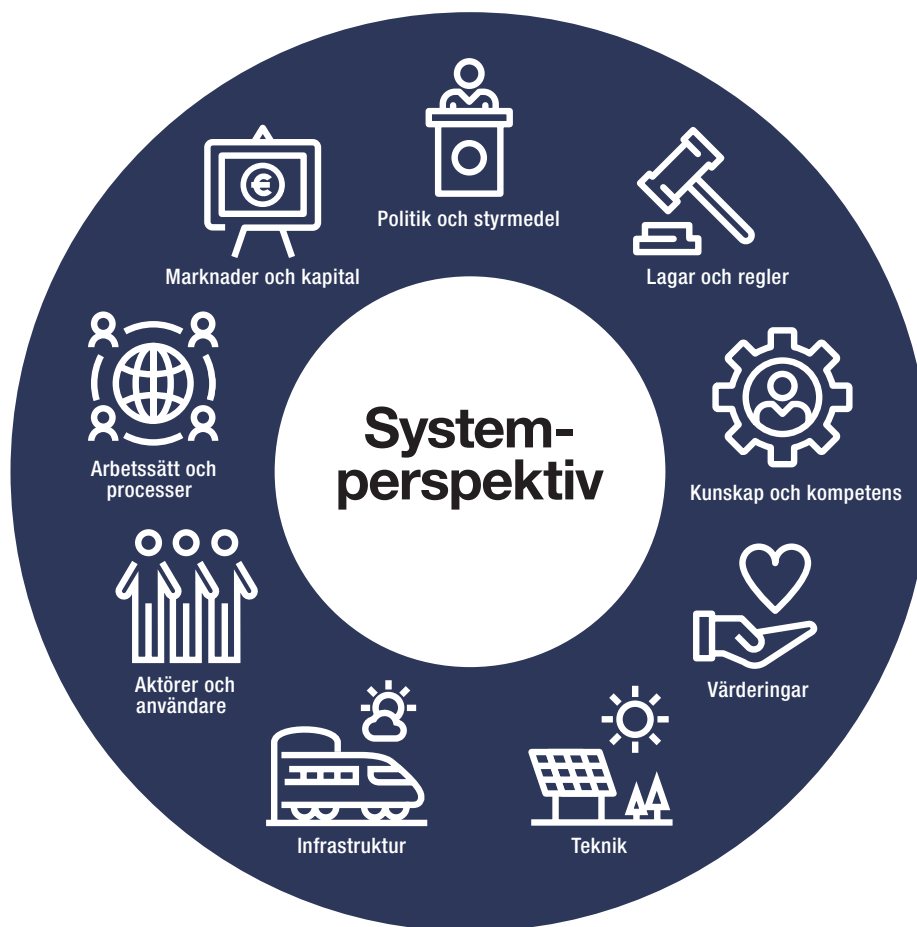 Politik och styrmedel
Lagar och regler
Kunskap och kompetens
Värderingar
Teknik
Infrastruktur
Aktörer och
användare
Arbetssätt och
processer
Marknader och kapital
€
System-
perspektiv